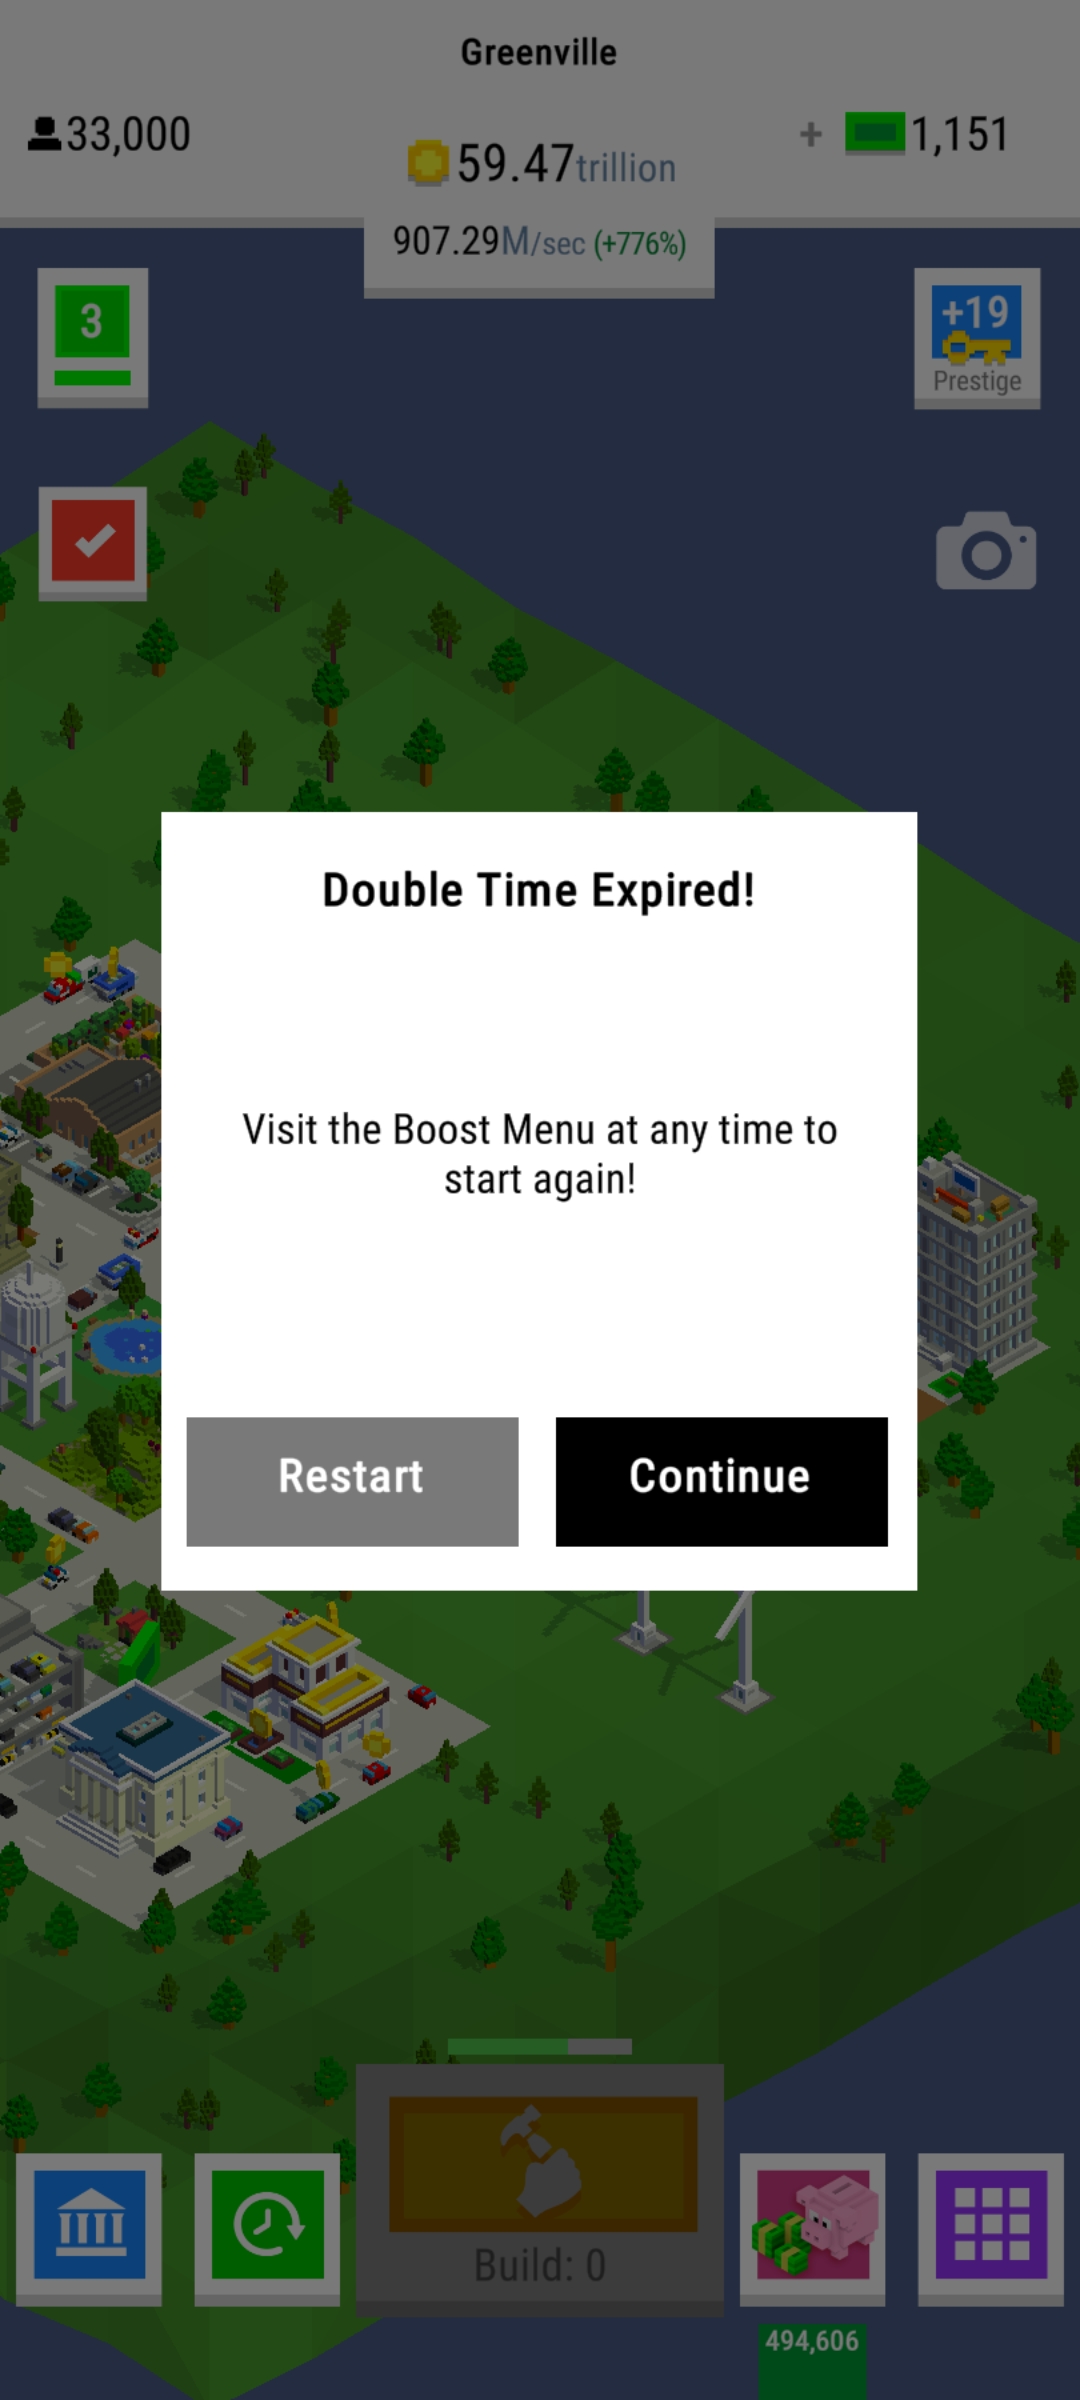 Greenville
33,000
59.47trillion
+ 1,151
907.29M/sec (+776%)
3
+19
Prestige
Double Time Expired!
Visit the Boost Menu at any time to
start again!
Restart
Continue
Build: 0
494,606